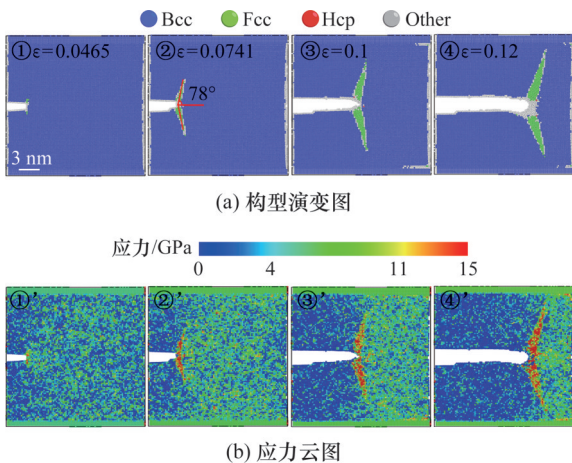 Bcc Fcc Hcp Other
①ε=0.0465 ②ε=0.0741 ③ε=0.1 ④ε=0.12
78°
3 nm
(a) 构型演变图
应力/GPa
0 4 11 15
①' ②' ③' ④'
(b) 应力云图